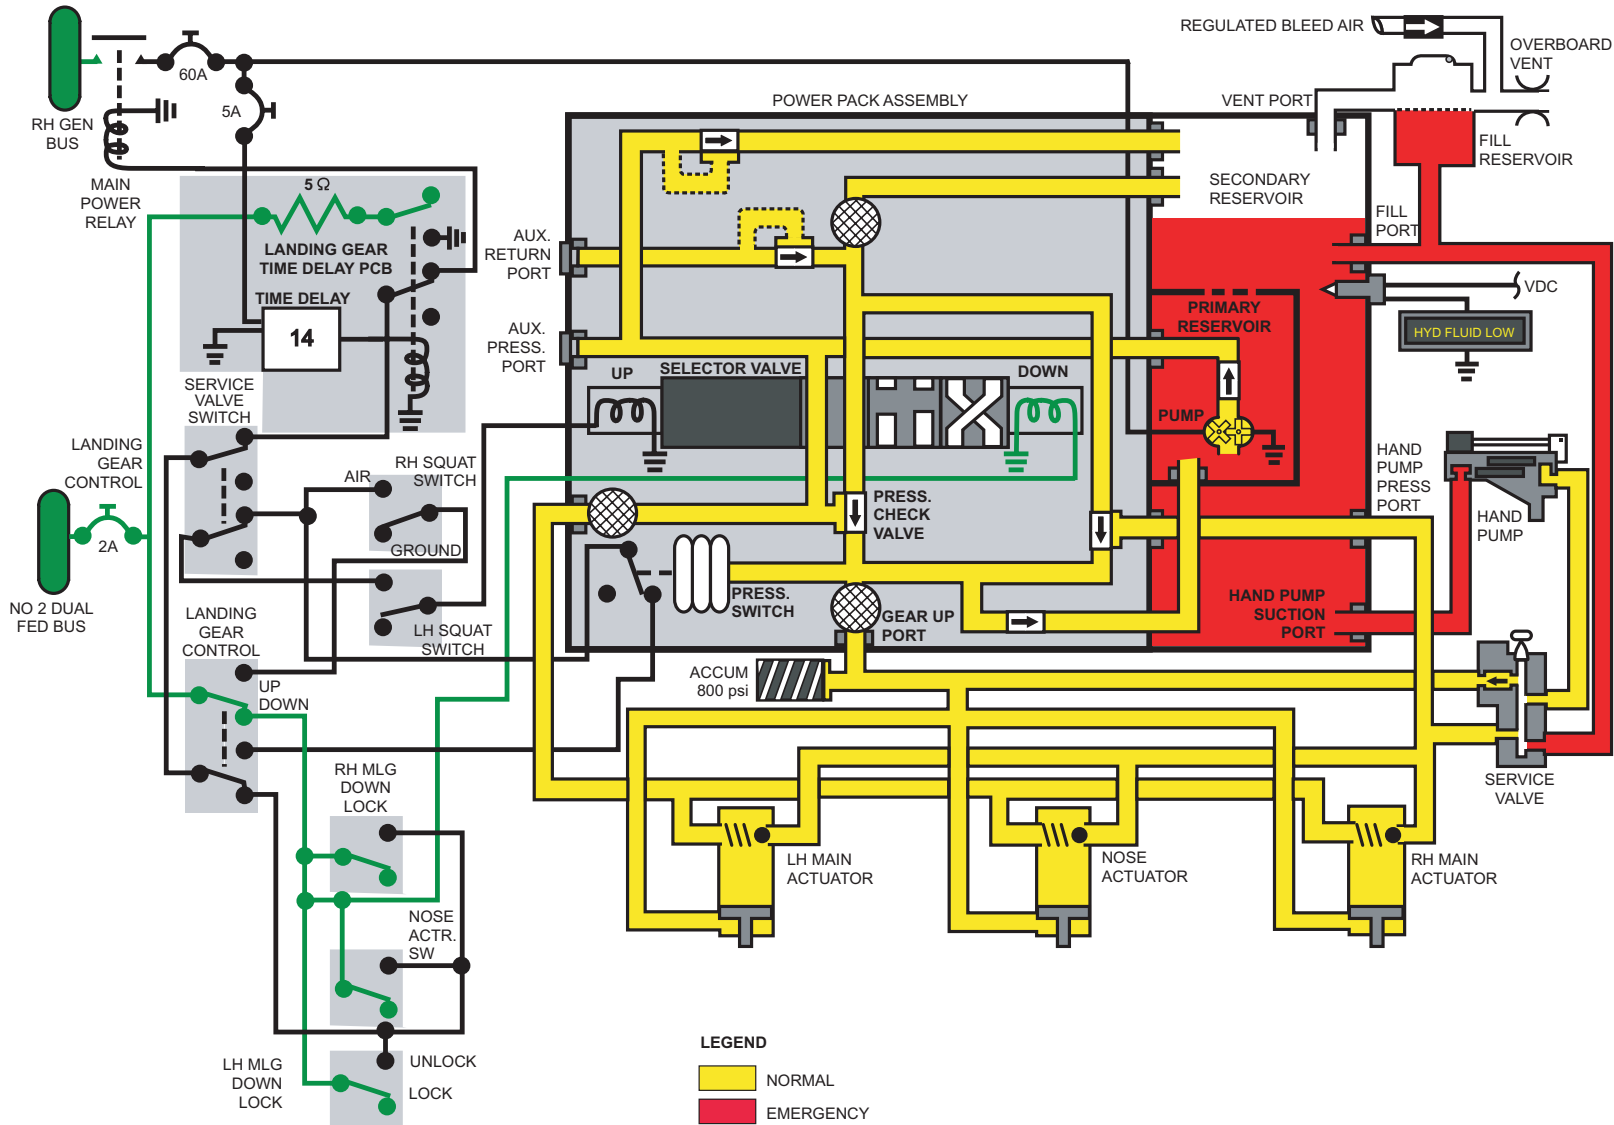 REGULATED BLEED AIR
OVERBOARD
VENT
60A
5A
RH GEN
BUS
POWER PACK ASSEMBLY
VENT PORT
FILL
RESERVOIR
MAIN
POWER
RELAY
5 Ω
SECONDARY
RESERVOIR
FILL
PORT
LANDING GEAR
TIME DELAY PCB
AUX.
RETURN
PORT
VDC
TIME DELAY
14
PRIMARY
RESERVOIR
HYD FLUID LOW
AUX.
PRESS.
PORT
UP
SELECTOR VALVE
DOWN
SERVICE
VALVE
SWITCH
PUMP
LANDING
GEAR
CONTROL
RH SQUAT
SWITCH
AIR
GROUND
HAND
PUMP
PRESS
PORT
PRESS.
CHECK
VALVE
HAND
PUMP
2A
NO 2 DUAL
FED BUS
PRESS.
SWITCH
GEAR UP
PORT
HAND PUMP
SUCTION
PORT
LANDING
GEAR
CONTROL
LH SQUAT
SWITCH
UP
DOWN
ACCUM
800 psi
SERVICE
VALVE
RH MLG
DOWN
LOCK
LH MAIN
ACTUATOR
NOSE
ACTUATOR
RH MAIN
ACTUATOR
NOSE
ACTR.
SW
LH MLG
DOWN
LOCK
UNLOCK
LOCK
LEGEND
NORMAL
EMERGENCY